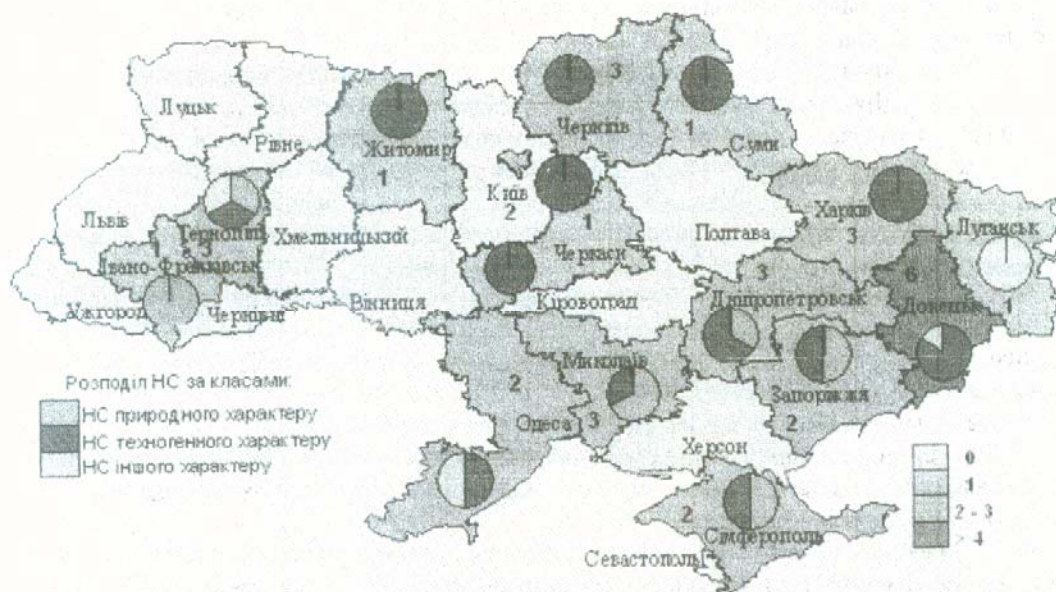 Луцьк
Рівне
Житомир
1
Чернігів
3
Суми
1
Київ
2
Львів
Тернопіль
3
Хмельницький
Івано-Франківськ
1
Черкаси
1
Полтава
Харків
3
Луганськ
1
Ужгород
Чернівці
Вінниця
Кіровоград
3
Дніпропетровськ
6
Донецьк
Миколаїв
3
2
Одеса
Запоріжжя
2
Херсон
2
Сімферополь
Севастополь
Розподіл НС за класами:
НС природного характеру
НС техногенного характеру
НС іншого характеру
0
1
2 - 3
> 4